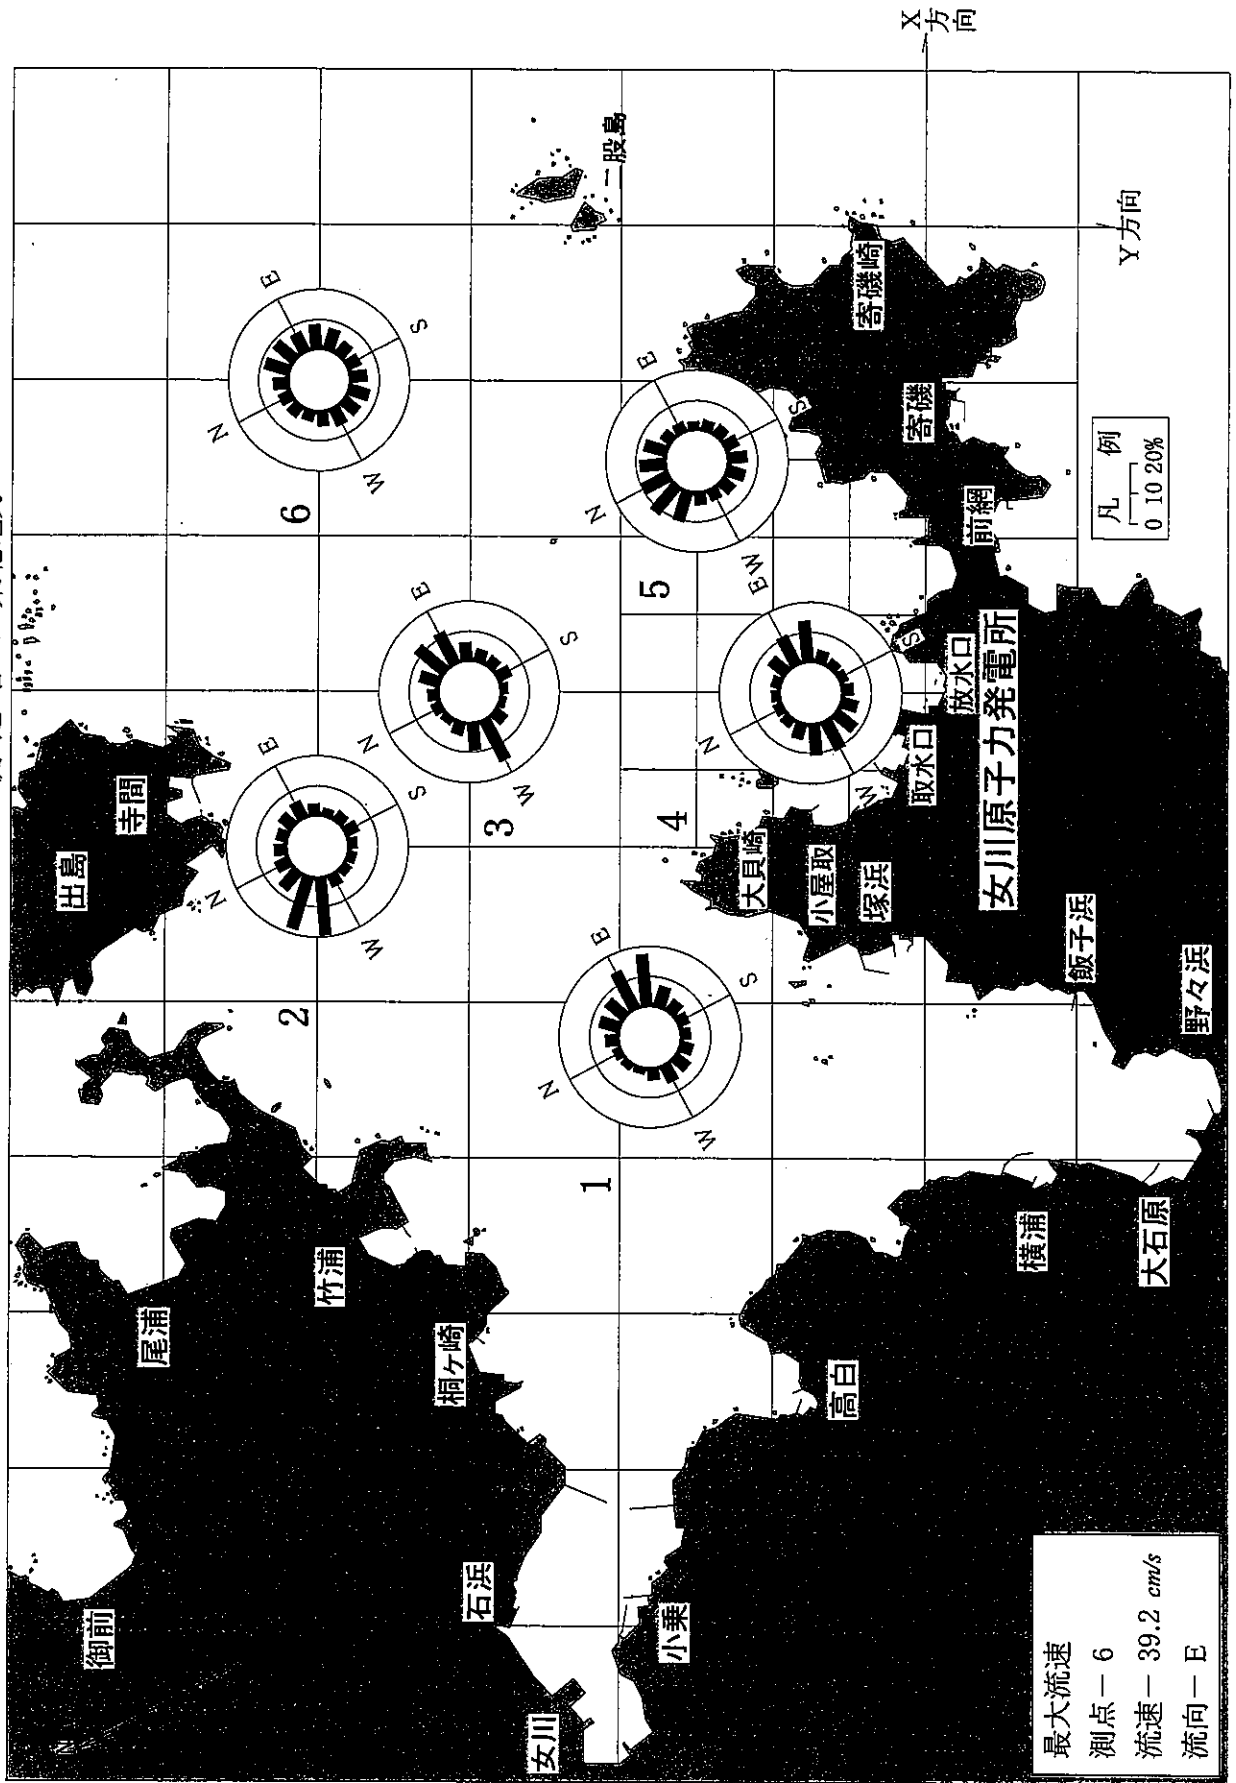 X方向
Y方向
二股島
寄磯崎
寄磯
前網
凡 例
0 10 20%
女川原子力発電所
放水口
取水口
出島
寺間
大貝崎
小屋取
塚浜
飯子浜
野々浜
横浦
大石原
高白
尾浦
竹浦
桐ケ崎
石浜
御前
女川
小乗
1
N
E
S
W
2
N
E
S
W
3
N
E
S
W
4
N
E
S
W
5
N
E
S
W
6
N
E
S
W
N
最大流速
測点－6
流速－39.2 cm/s
流向－E